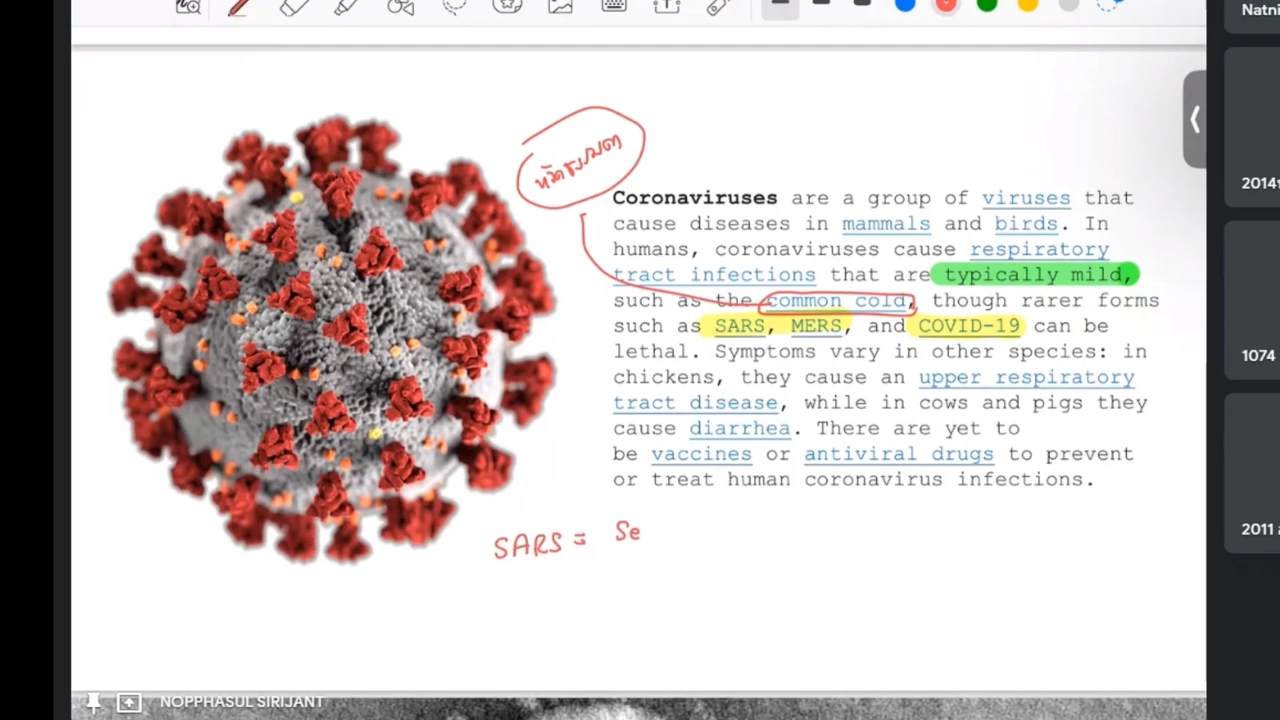 Natni
หวัดธรรมดา
Coronaviruses are a group of viruses that
cause diseases in mammals and birds. In
humans, coronaviruses cause respiratory
tract infections that are typically mild,
such as the common cold, though rarer forms
such as SARS, MERS, and COVID-19 can be
lethal. Symptoms vary in other species: in
chickens, they cause an upper respiratory
tract disease, while in cows and pigs they
cause diarrhea. There are yet to
be vaccines or antiviral drugs to prevent
or treat human coronavirus infections.
SARS = Se
2014
1074
2011 a
NOPPHASUL SIRIJANT